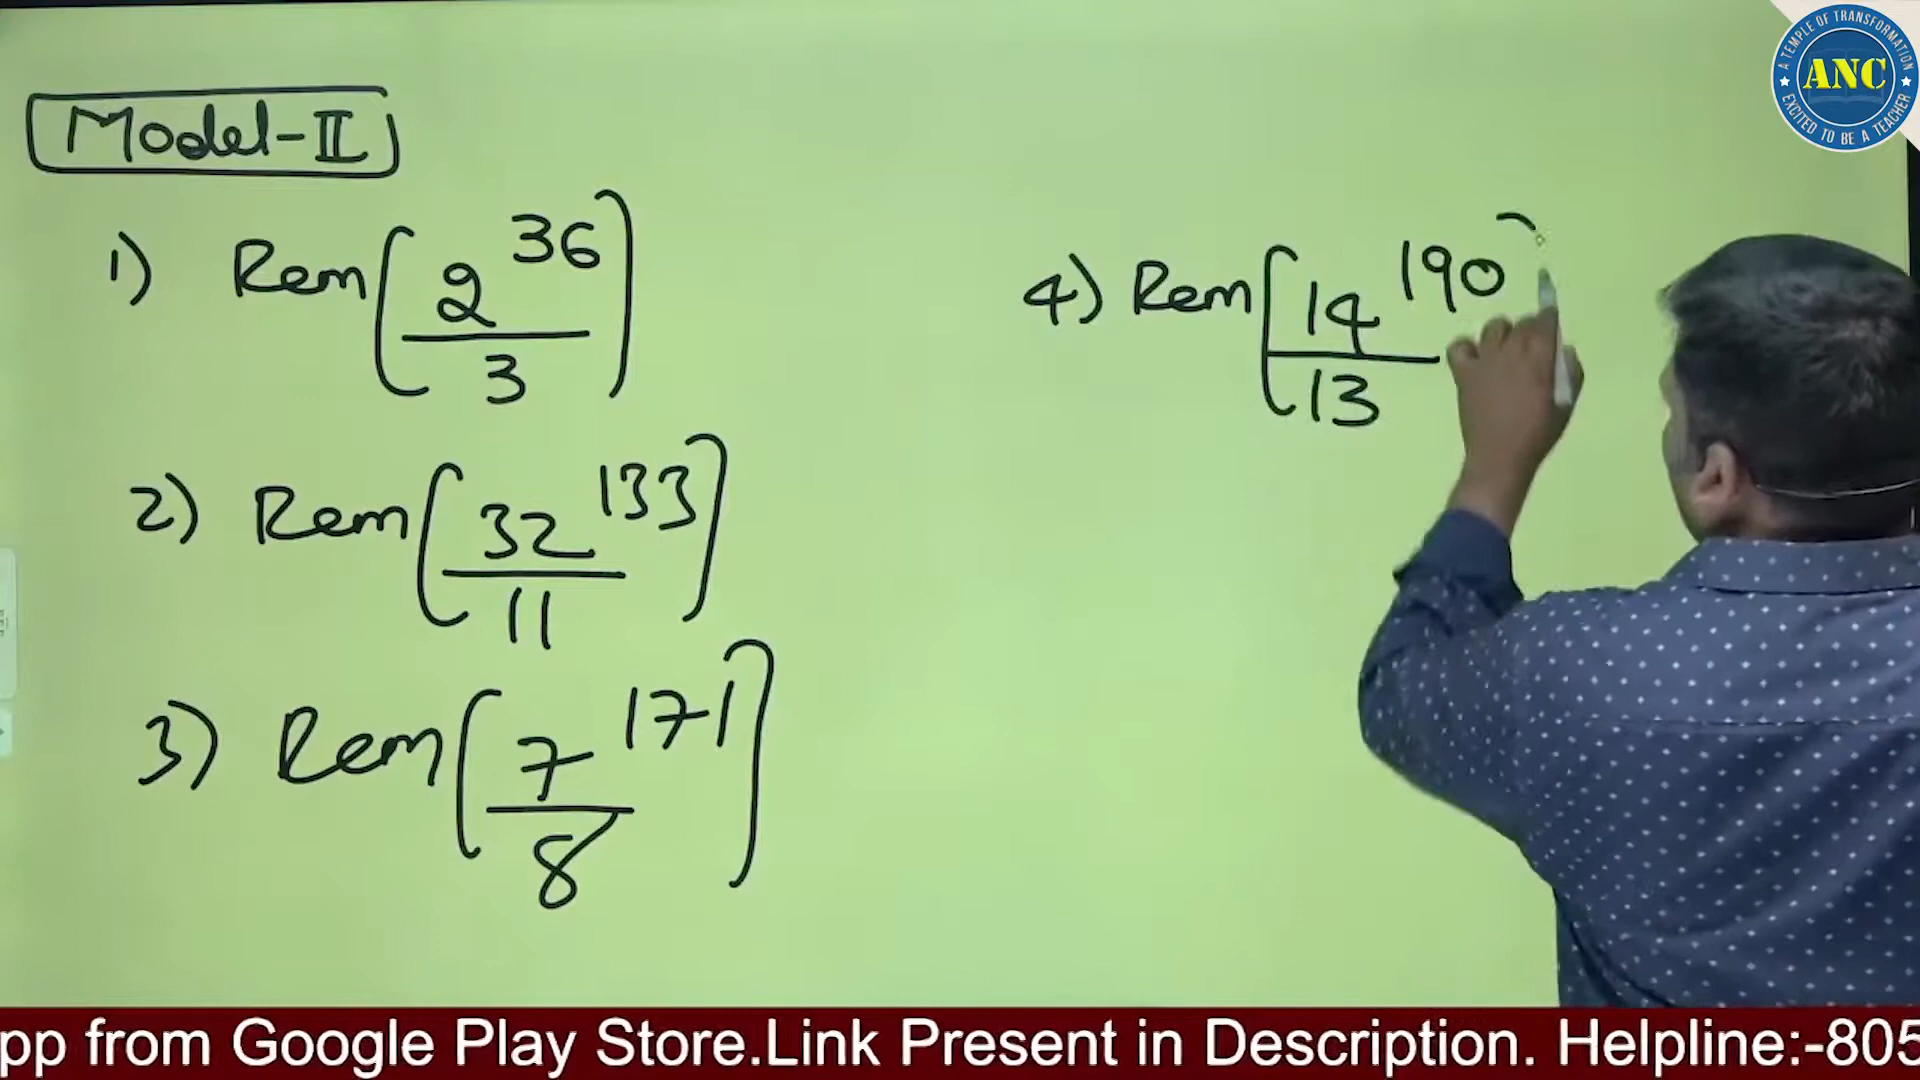 A TEMPLE OF TRANSFORMATION
ANC
EXCITED TO BE A TEACHER
Model-II
1) Rem[2^36/3]
2) Rem[32^133/11]
3) Rem[7^171/8]
4) Rem[14^190/13
pp from Google Play Store.Link Present in Description. Helpline:-805